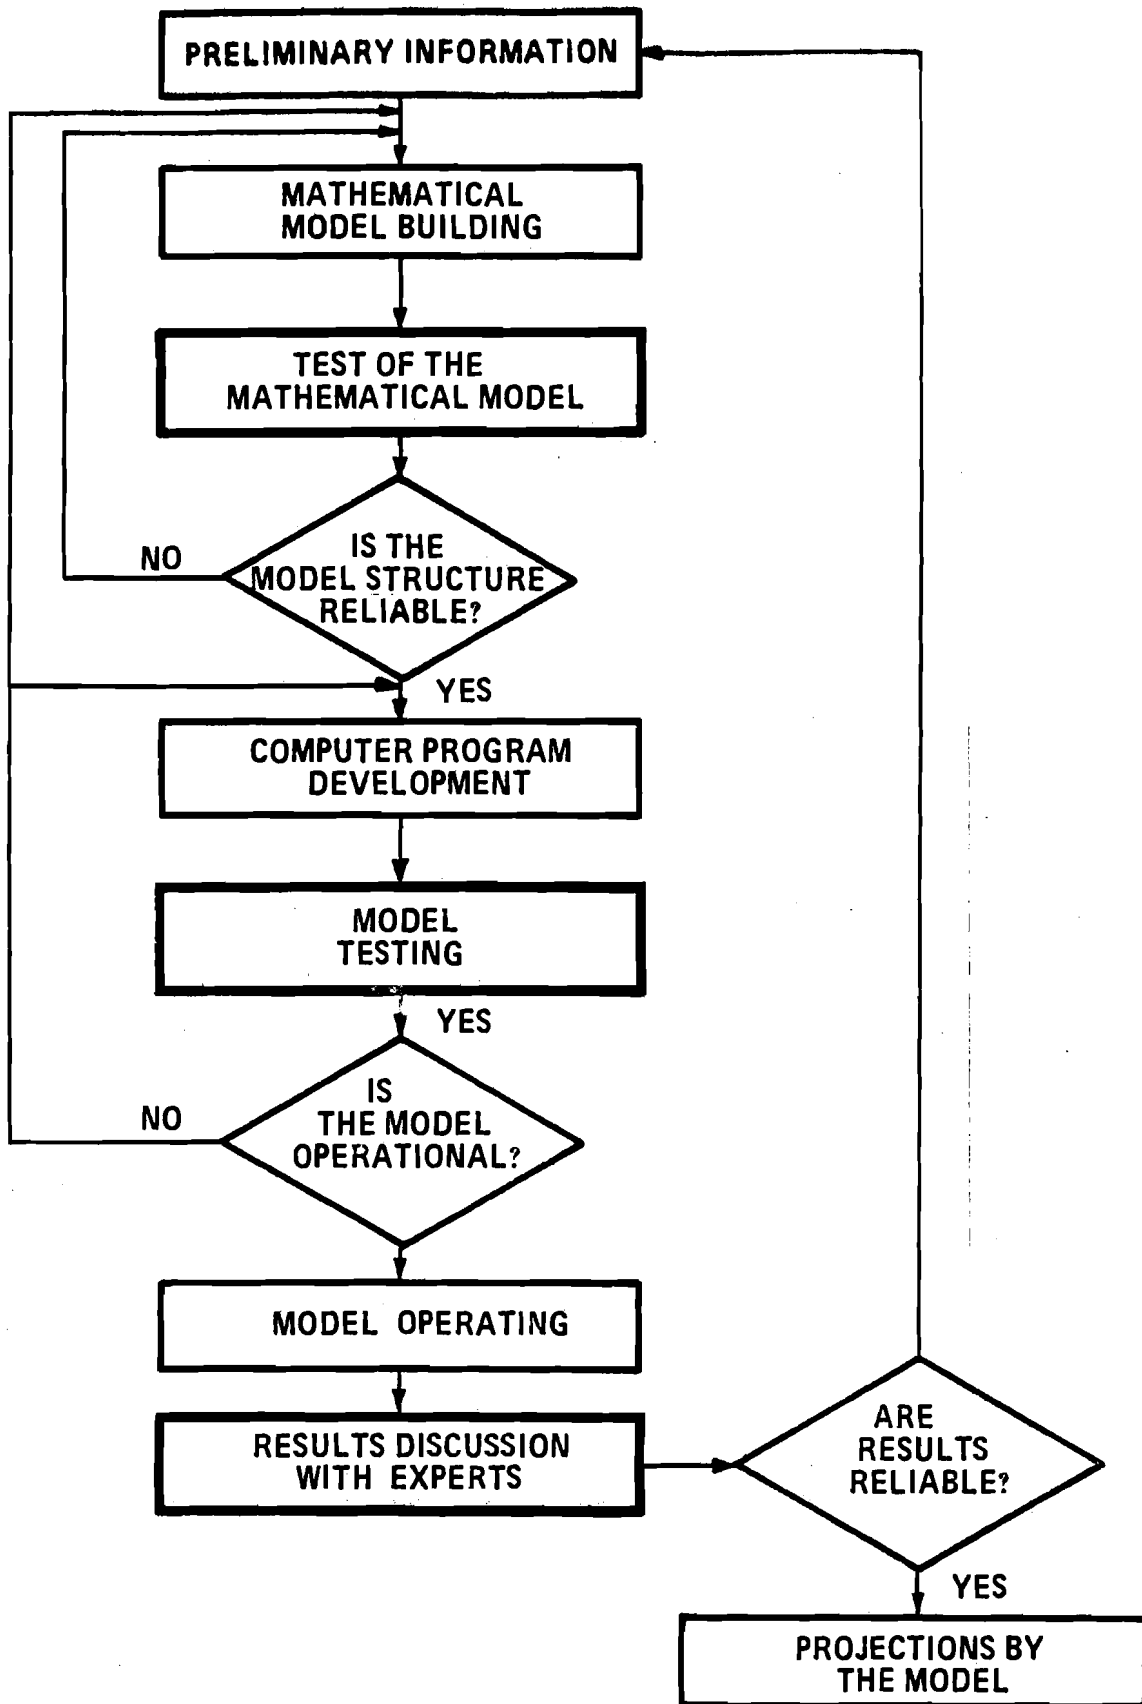 PRELIMINARY INFORMATION
MATHEMATICAL
MODEL BUILDING
TEST OF THE
MATHEMATICAL MODEL
NO
IS THE
MODEL STRUCTURE
RELIABLE?
YES
COMPUTER PROGRAM
DEVELOPMENT
MODEL
TESTING
YES
NO
IS
THE MODEL
OPERATIONAL?
MODEL OPERATING
RESULTS DISCUSSION
WITH EXPERTS
ARE
RESULTS
RELIABLE?
YES
PROJECTIONS BY
THE MODEL